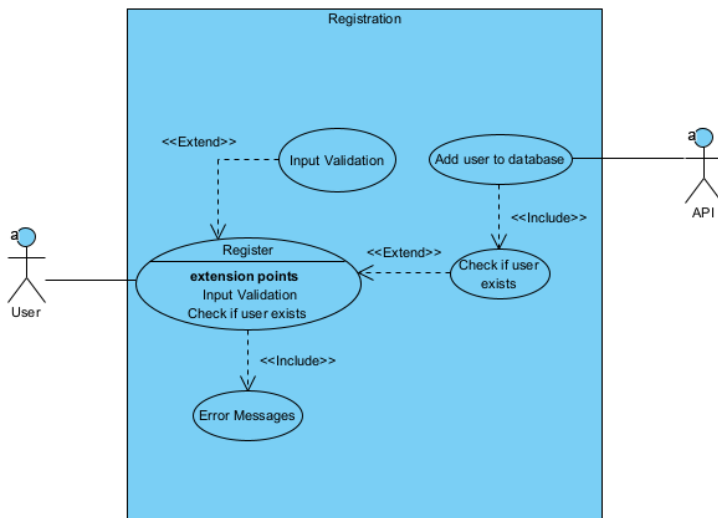 Registration
<<Extend>>
Input Validation
Add user to database
a
API
<<Include>>
a
User
Register
extension points
Input Validation
Check if user exists
<<Extend>>
Check if user
exists
<<Include>>
Error Messages